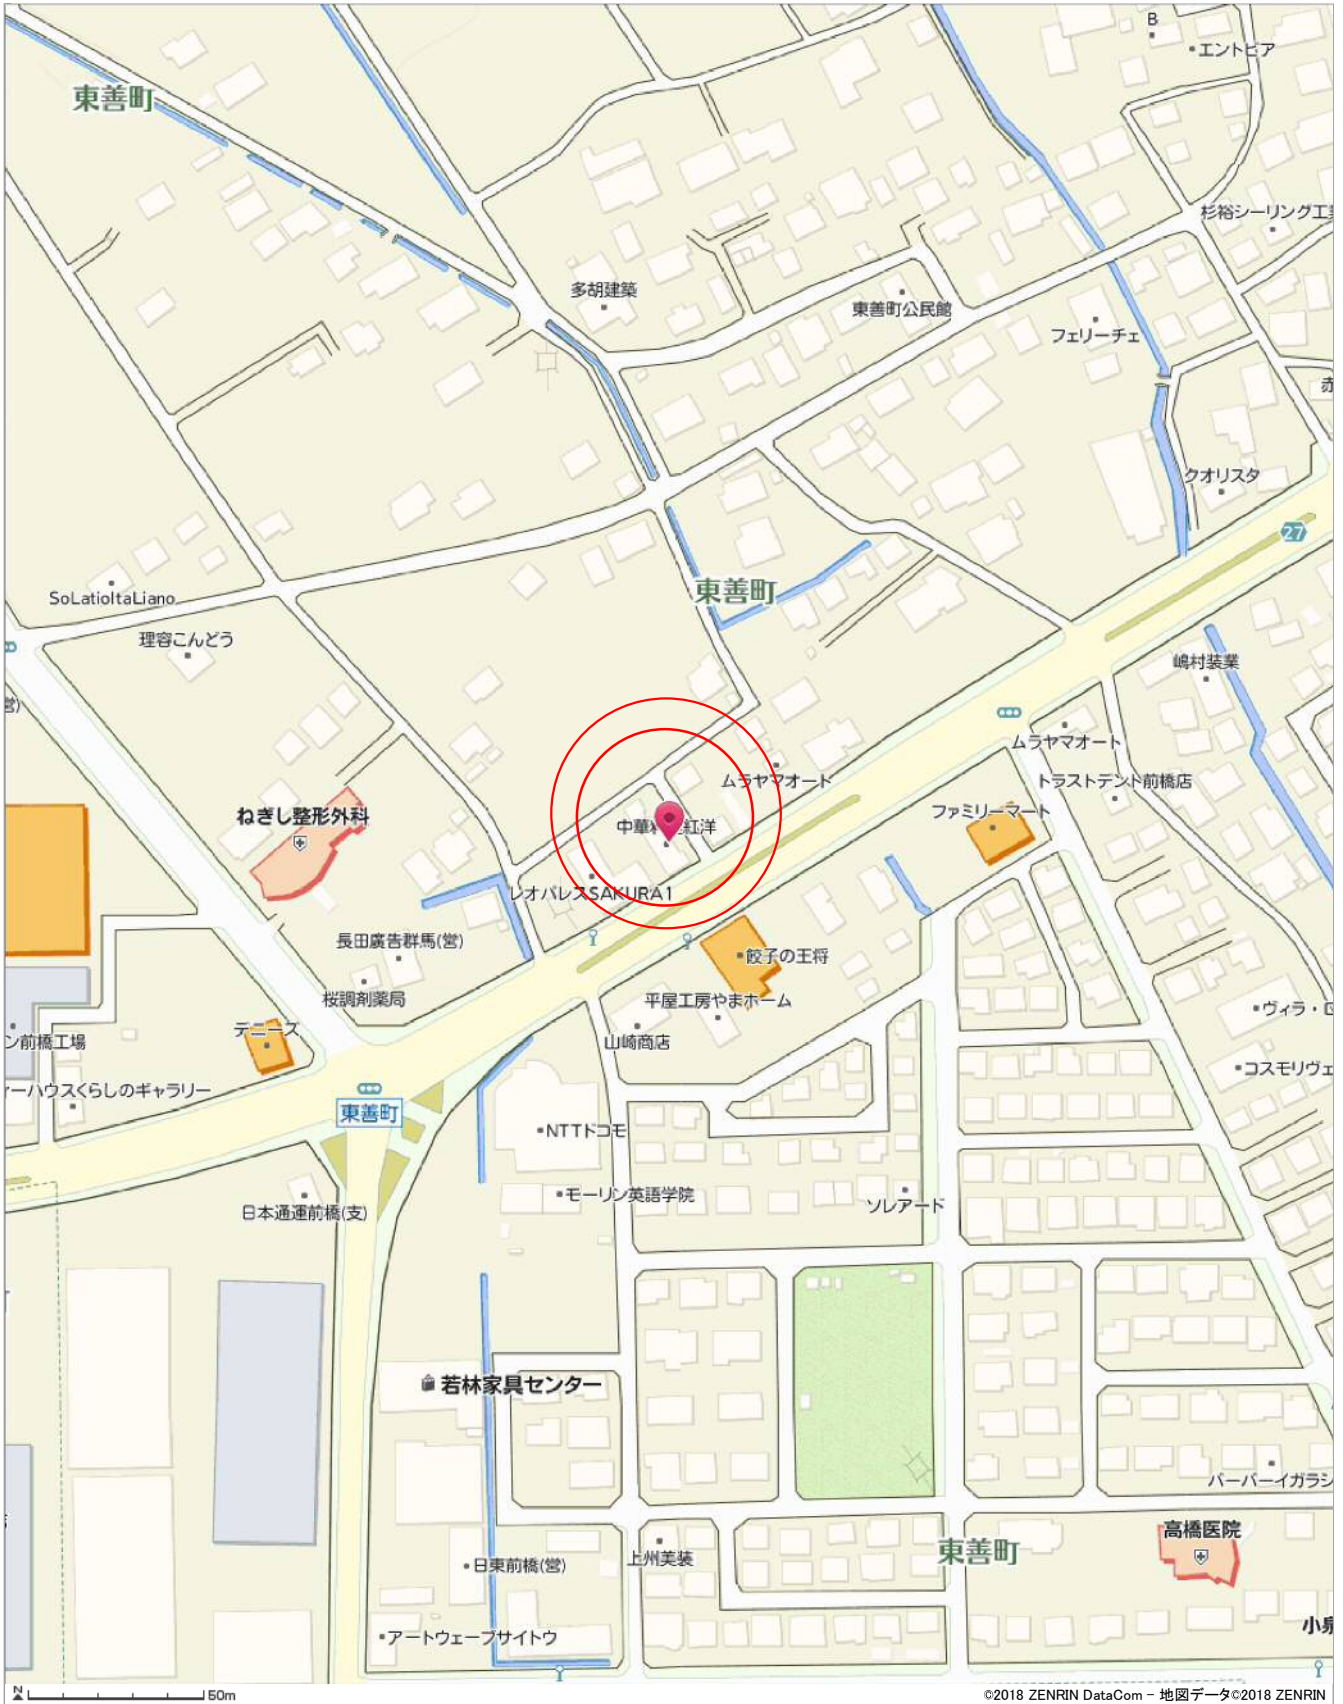 B
エントピア
東善町
杉裕シーリング工
多胡建築
東善町公民館
フェリーチェ
赤
クオリスタ
27
SoLatioItaLiano
東善町
理容こんどう
嶋村装業
営)
ムラヤマオート
ムラヤマオート
トラストデント前橋店
ねぎし整形外科
中華料
紅洋
ファミリーマート
レオパレスSAKURA1
長田廣告群馬(営)
餃子の王将
桜調剤薬局
平屋工房やまホーム
ヴィラ・
デニーズ
山崎商店
ン前橋工場
コスモリヴェ
ーハウスくらしのギャラリー
東善町
NTTドコモ
モーリン英語学院
ソレアード
日本通運前橋(支)
若林家具センター
バーバーイガラシ
高橋医院
東善町
上州美装
日東前橋(営)
小泉
アートウェーブサイトウ
N
50m
©2018 ZENRIN DataCom - 地図データ©2018 ZENRIN